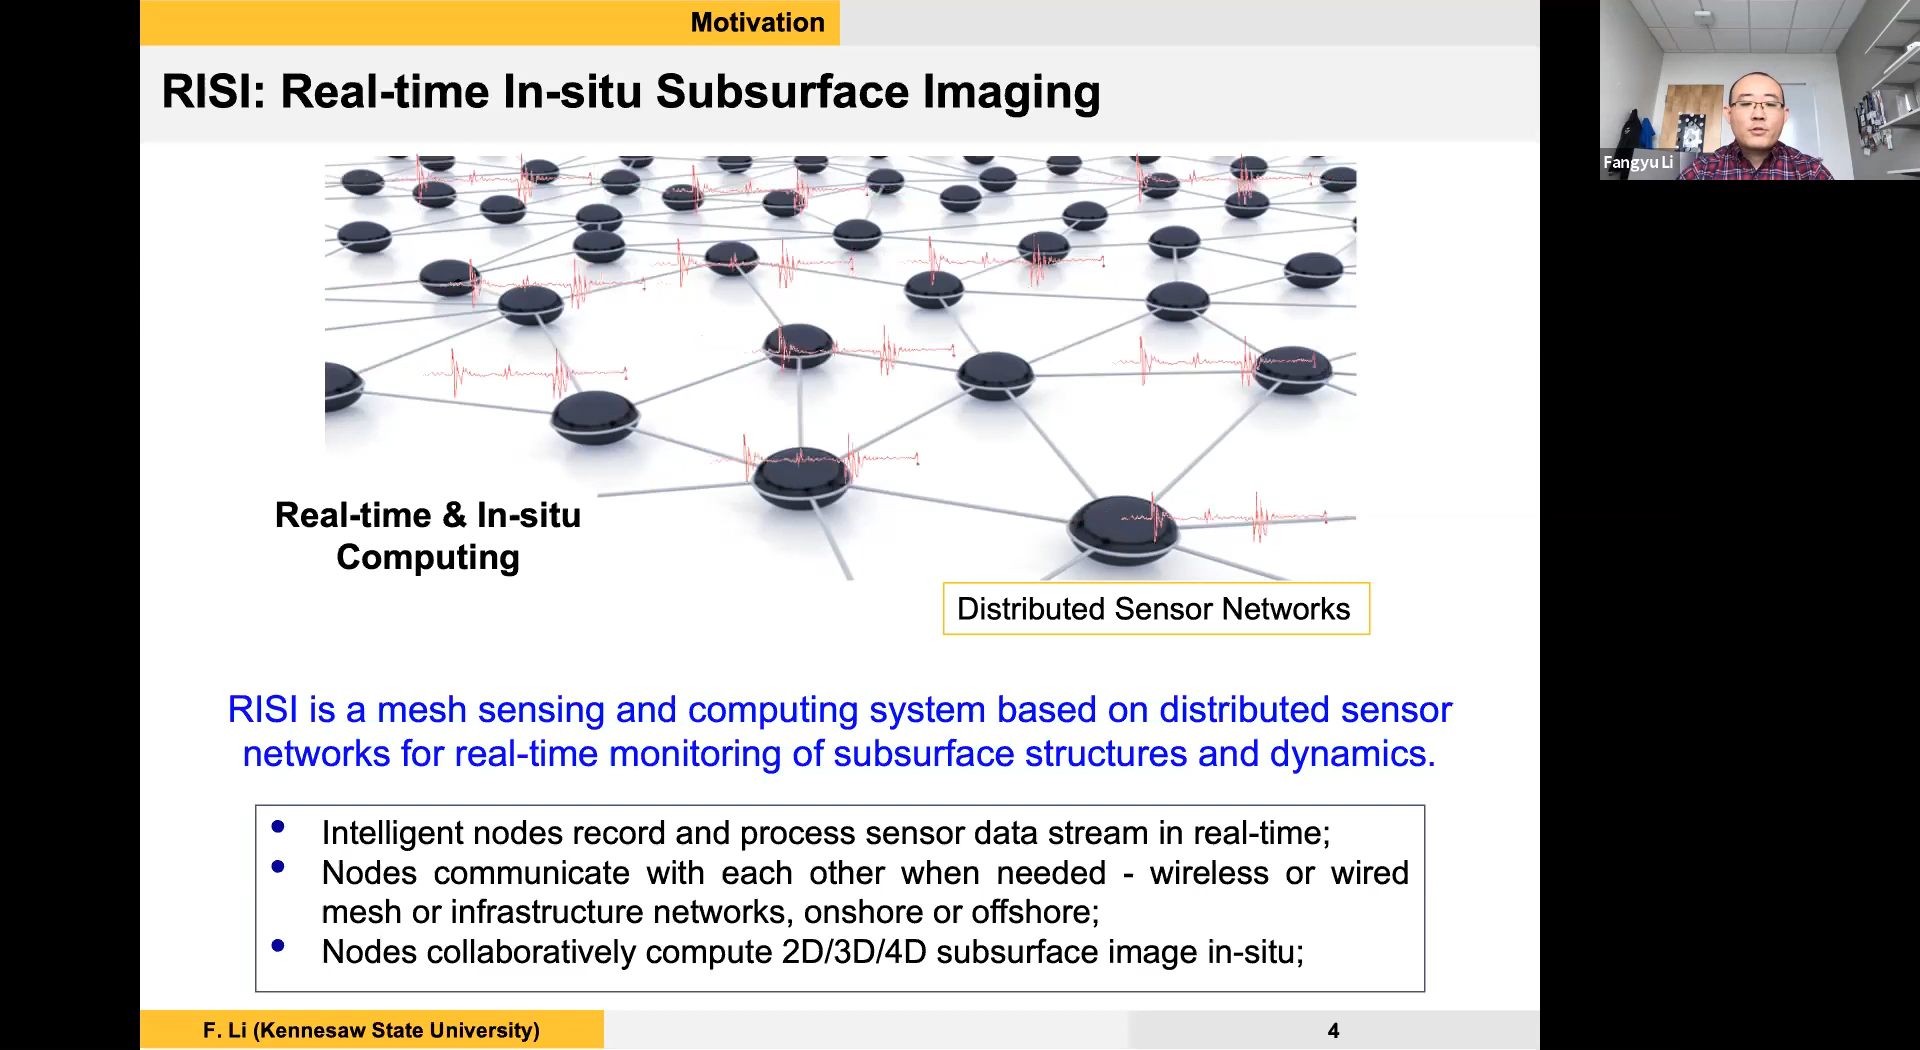 Motivation
RISI: Real-time In-situ Subsurface Imaging
Fangyu Li
Real-time & In-situ
Computing
Distributed Sensor Networks
RISI is a mesh sensing and computing system based on distributed sensor
networks for real-time monitoring of subsurface structures and dynamics.
• Intelligent nodes record and process sensor data stream in real-time;
• Nodes communicate with each other when needed - wireless or wired
mesh or infrastructure networks, onshore or offshore;
• Nodes collaboratively compute 2D/3D/4D subsurface image in-situ;
F. Li (Kennesaw State University)
4